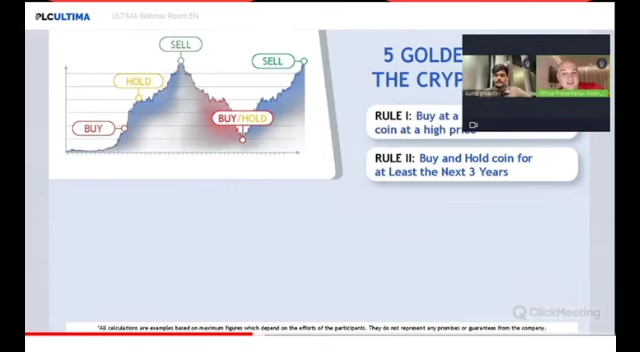 PLCULTIMA
ULTIMA Webinar Room EN
SELL
SELL
HOLD
BUY
BUY/HOLD
5 GOLDE
THE CRYP
RULE I: Buy at a
coin at a high price
RULE II: Buy and Hold coin for
at Least the Next 3 Years
ClickMeeting
*All calculations are examples based on maximum figures which depend on the efforts of the participants. They do not represent any promises or guarantees from the company.